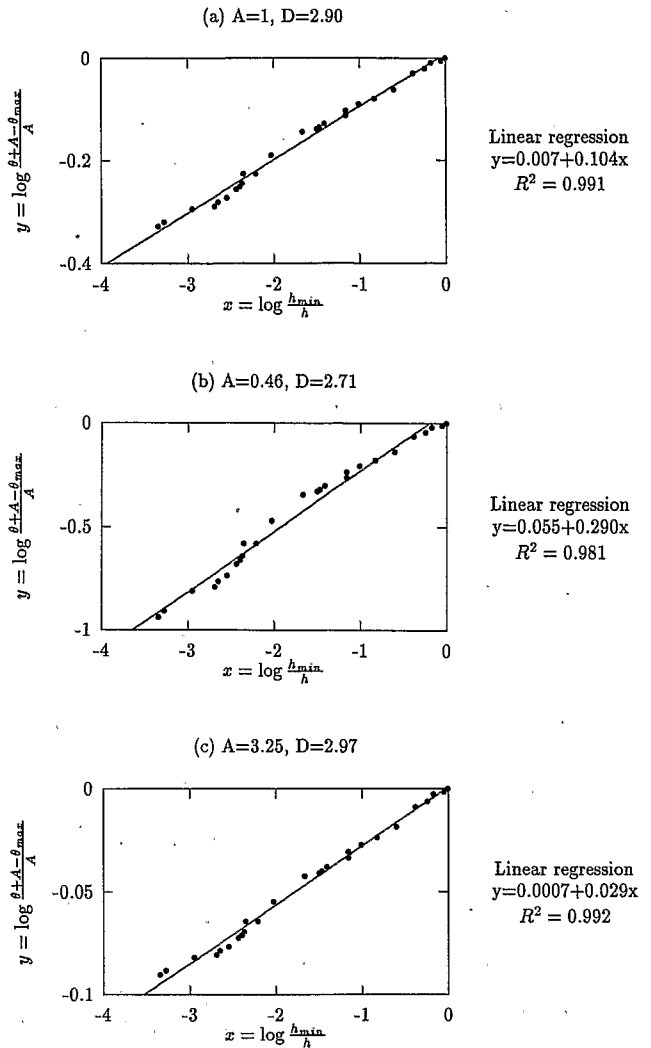 (a) A=1, D=2.90
0
-0.2
-0.4
y = log θ+A−θmax / A
-4 -3 -2 -1 0
x = log hmin / h
Linear regression
y=0.007+0.104x
R² = 0.991
(b) A=0.46, D=2.71
0
-0.5
-1
y = log θ+A−θmax / A
-4 -3 -2 -1 0
x = log hmin / h
Linear regression
y=0.055+0.290x
R² = 0.981
(c) A=3.25, D=2.97
0
-0.05
-0.1
y = log θ+A−θmax / A
-4 -3 -2 -1 0
x = log hmin / h
Linear regression
y=0.0007+0.029x
R² = 0.992